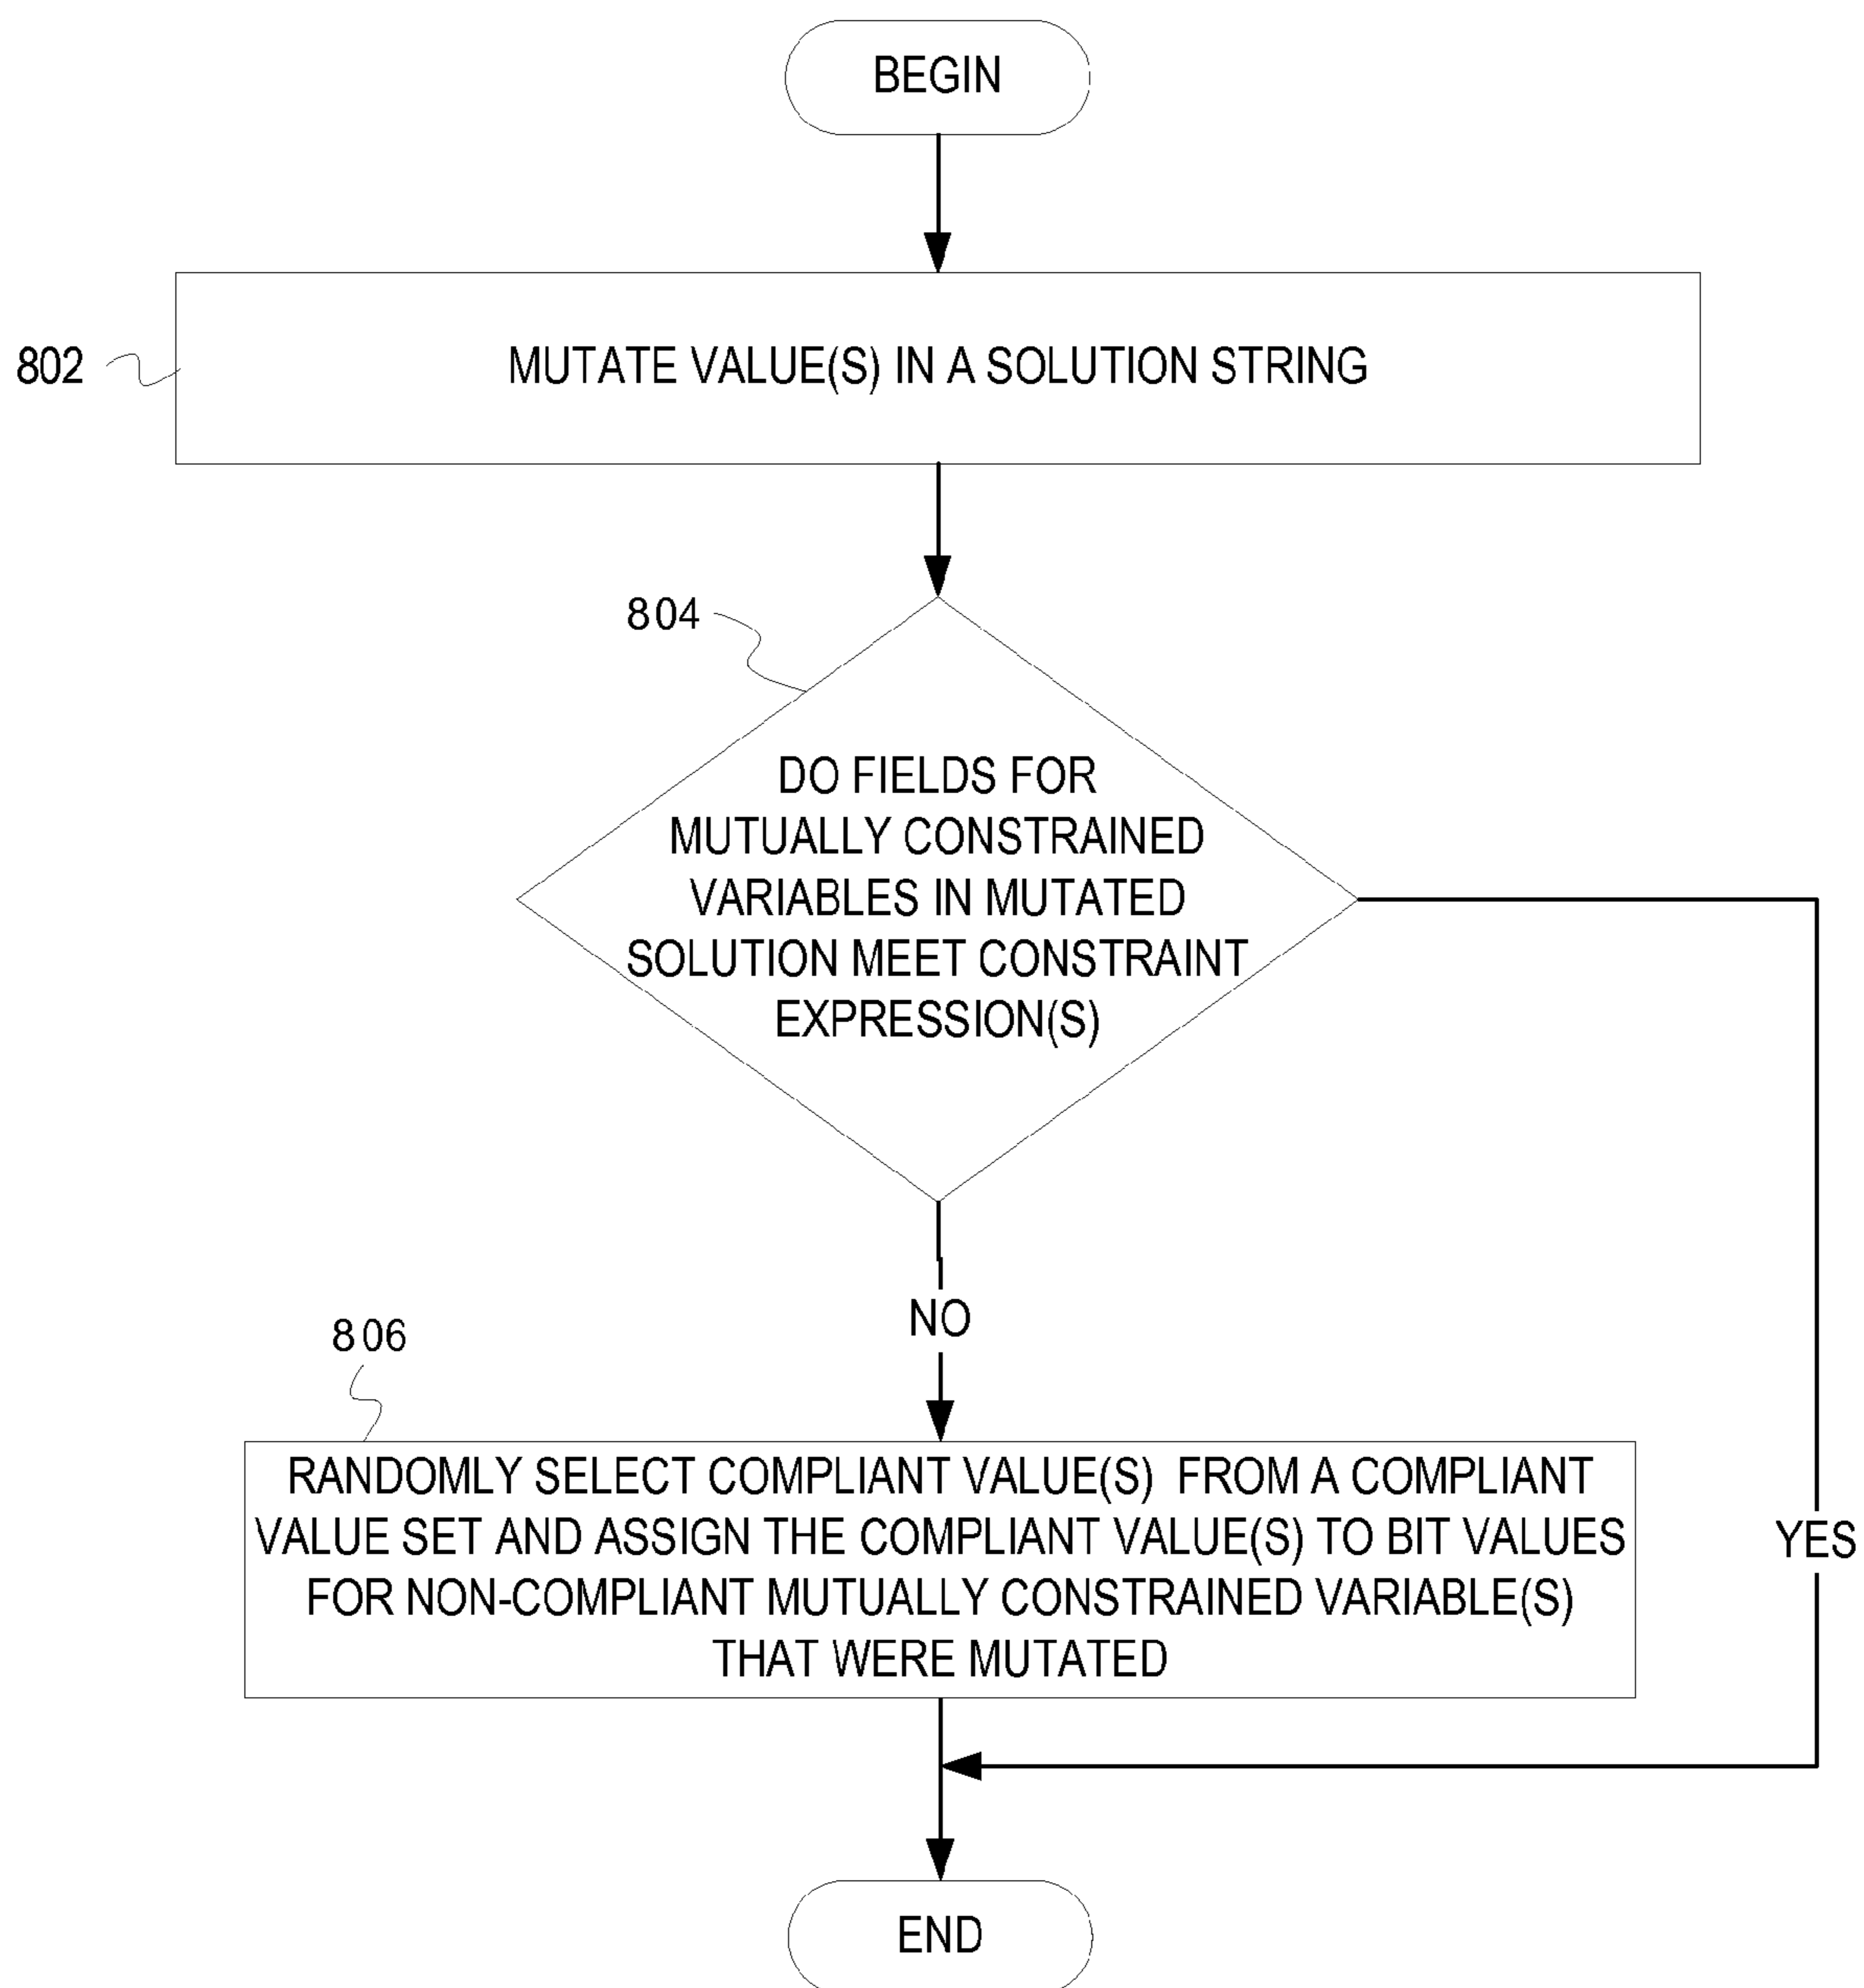 BEGIN
802
MUTATE VALUE(S) IN A SOLUTION STRING
804
DO FIELDS FOR
MUTUALLY CONSTRAINED
VARIABLES IN MUTATED
SOLUTION MEET CONSTRAINT
EXPRESSION(S)
NO
806
RANDOMLY SELECT COMPLIANT VALUE(S) FROM A COMPLIANT
VALUE SET AND ASSIGN THE COMPLIANT VALUE(S) TO BIT VALUES
FOR NON-COMPLIANT MUTUALLY CONSTRAINED VARIABLE(S)
THAT WERE MUTATED
YES
END